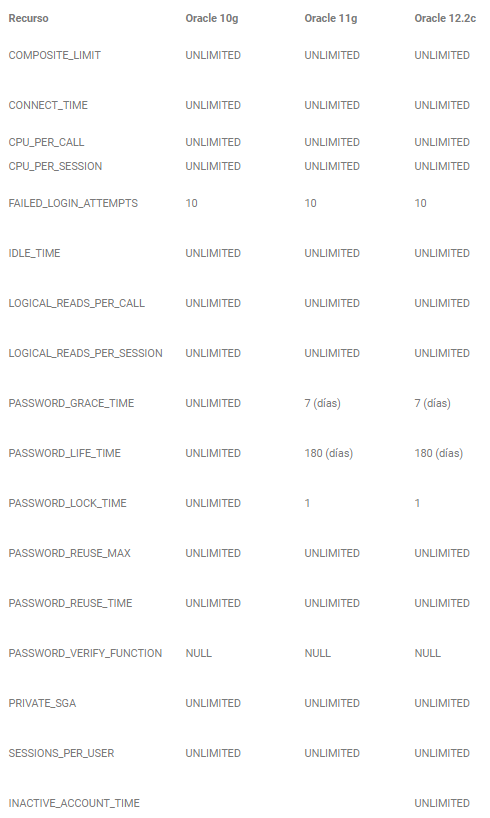 Recurso Oracle 10g Oracle 11g Oracle 12.2c
COMPOSITE_LIMIT UNLIMITED UNLIMITED UNLIMITED
CONNECT_TIME UNLIMITED UNLIMITED UNLIMITED
CPU_PER_CALL UNLIMITED UNLIMITED UNLIMITED
CPU_PER_SESSION UNLIMITED UNLIMITED UNLIMITED
FAILED_LOGIN_ATTEMPTS 10 10 10
IDLE_TIME UNLIMITED UNLIMITED UNLIMITED
LOGICAL_READS_PER_CALL UNLIMITED UNLIMITED UNLIMITED
LOGICAL_READS_PER_SESSION UNLIMITED UNLIMITED UNLIMITED
PASSWORD_GRACE_TIME UNLIMITED 7 (días) 7 (días)
PASSWORD_LIFE_TIME UNLIMITED 180 (días) 180 (días)
PASSWORD_LOCK_TIME UNLIMITED 1 1
PASSWORD_REUSE_MAX UNLIMITED UNLIMITED UNLIMITED
PASSWORD_REUSE_TIME UNLIMITED UNLIMITED UNLIMITED
PASSWORD_VERIFY_FUNCTION NULL NULL NULL
PRIVATE_SGA UNLIMITED UNLIMITED UNLIMITED
SESSIONS_PER_USER UNLIMITED UNLIMITED UNLIMITED
INACTIVE_ACCOUNT_TIME UNLIMITED